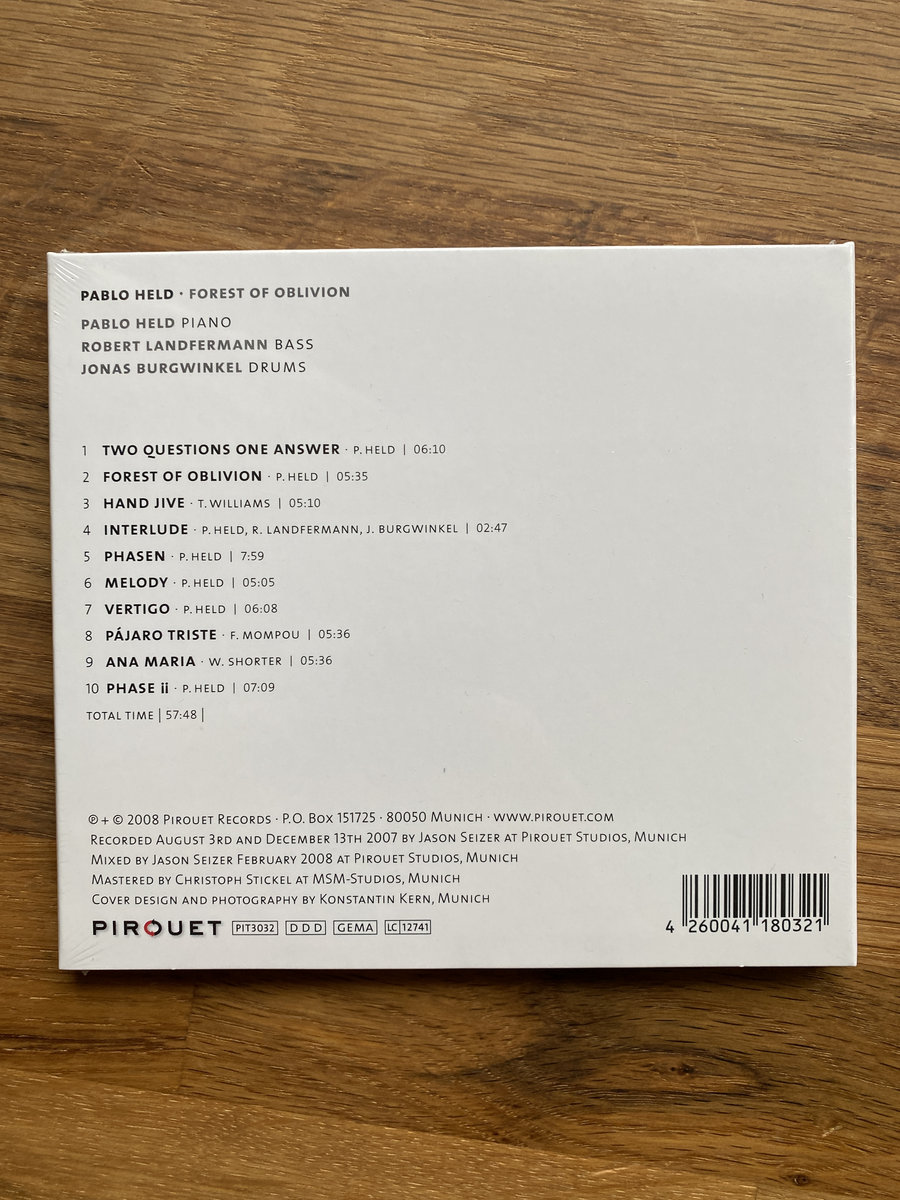 PABLO HELD · FOREST OF OBLIVION
PABLO HELD PIANO
ROBERT LANDFERMANN BASS
JONAS BURGWINKEL DRUMS
1 TWO QUESTIONS ONE ANSWER · P. HELD | 06:10
2 FOREST OF OBLIVION · P. HELD | 05:35
3 HAND JIVE · T. WILLIAMS | 05:10
4 INTERLUDE · P. HELD, R. LANDFERMANN, J. BURGWINKEL | 02:47
5 PHASEN · P. HELD | 7:59
6 MELODY · P. HELD | 05:05
7 VERTIGO · P. HELD | 06:08
8 PÁJARO TRISTE · F. MOMPOU | 05:36
9 ANA MARIA · W. SHORTER | 05:36
10 PHASE ii · P. HELD | 07:09
TOTAL TIME | 57:48 |
℗ + © 2008 PIROUET RECORDS · P.O. BOX 151725 · 80050 MUNICH · WWW.PIROUET.COM
RECORDED AUGUST 3RD AND DECEMBER 13TH 2007 BY JASON SEIZER AT PIROUET STUDIOS, MUNICH
MIXED BY JASON SEIZER FEBRUARY 2008 AT PIROUET STUDIOS, MUNICH
MASTERED BY CHRISTOPH STICKEL AT MSM-STUDIOS, MUNICH
COVER DESIGN AND PHOTOGRAPHY BY KONSTANTIN KERN, MUNICH
PIROUET PIT3032 DDD GEMA LC 12741
4 260041 180321